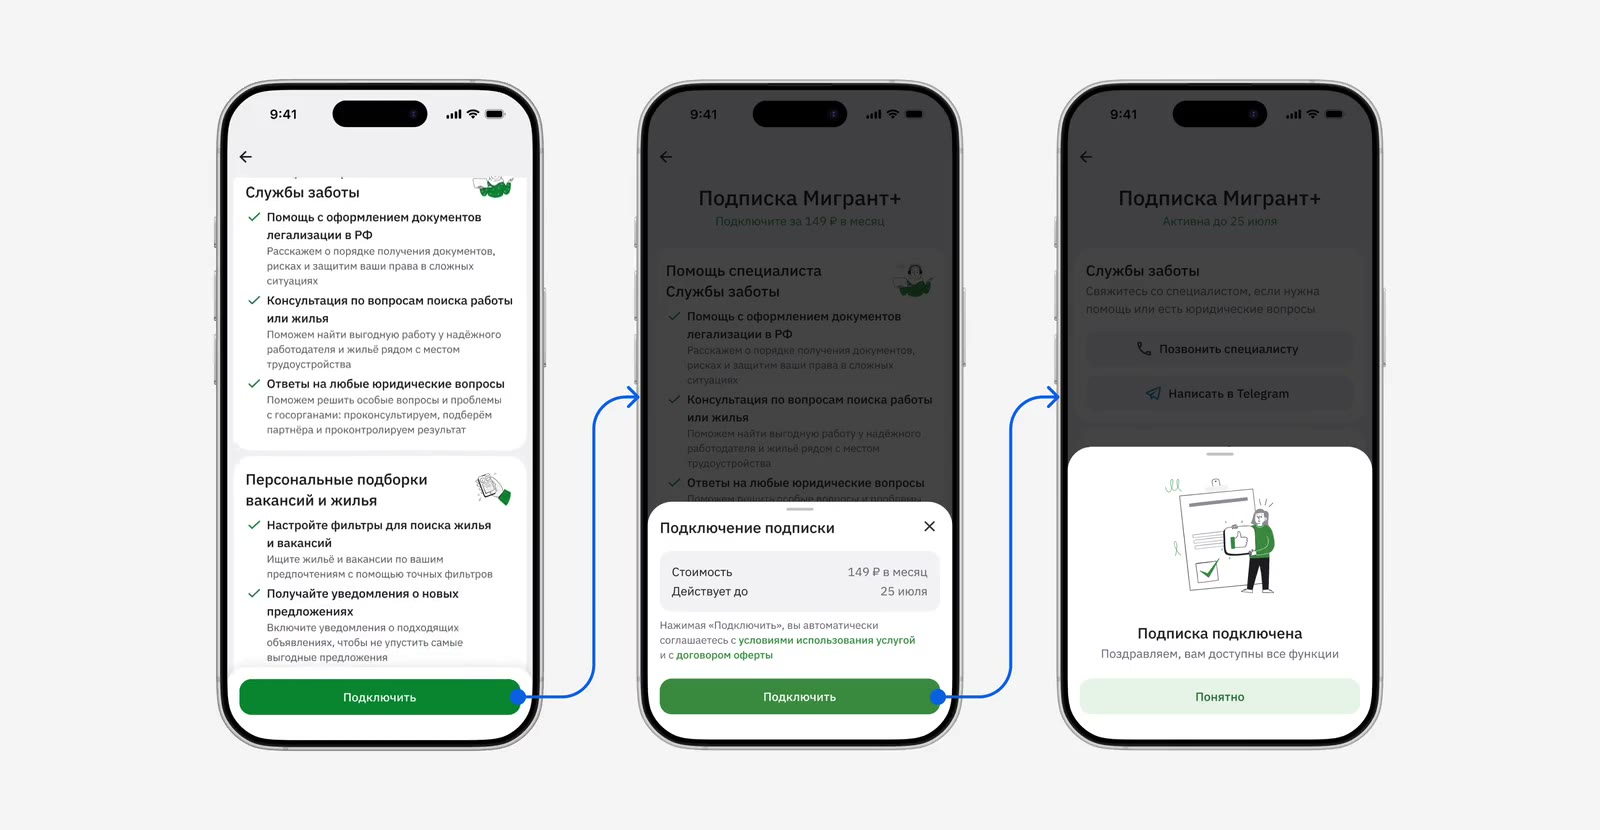 9:41
Службы заботы
Помощь с оформлением документов
легализации в РФ
Расскажем о порядке получения документов,
рисках и защитим ваши права в сложных
ситуациях
Консультация по вопросам поиска работы
или жилья
Поможем найти выгодную работу у надёжного
работодателя и жильё рядом с местом
трудоустройства
Ответы на любые юридические вопросы
Поможем решить особые вопросы и проблемы
с госорганами: проконсультируем, подберём
партнёра и проконтролируем результат
Персональные подборки
вакансий и жилья
Настройте фильтры для поиска жилья
и вакансий
Ищите жильё и вакансии по вашим
предпочтениям с помощью точных фильтров
Получайте уведомления о новых
предложениях
Включите уведомления о подходящих
объявлениях, чтобы не упустить самые
выгодные предложения
Подключить
9:41
Подписка Мигрант+
Подключите за 149 ₽ в месяц
Помощь специалиста
Службы заботы
Помощь с оформлением документов
легализации в РФ
Расскажем о порядке получения документов,
рисках и защитим ваши права в сложных
ситуациях
Консультация по вопросам поиска работы
или жилья
Поможем найти выгодную работу у надёжного
работодателя и жильё рядом с местом
трудоустройства
Ответы на любые юридические вопросы
Поможем решить особые вопросы и проблемы
Подключение подписки
Стоимость 149 ₽ в месяц
Действует до 25 июля
Нажимая «Подключить», вы автоматически
соглашаетесь с условиями использования услугой
и с договором оферты
Подключить
9:41
Подписка Мигрант+
Активна до 25 июля
Службы заботы
Свяжитесь со специалистом, если нужна
помощь или есть юридические вопросы
Позвонить специалисту
Написать в Telegram
Подписка подключена
Поздравляем, вам доступны все функции
Понятно